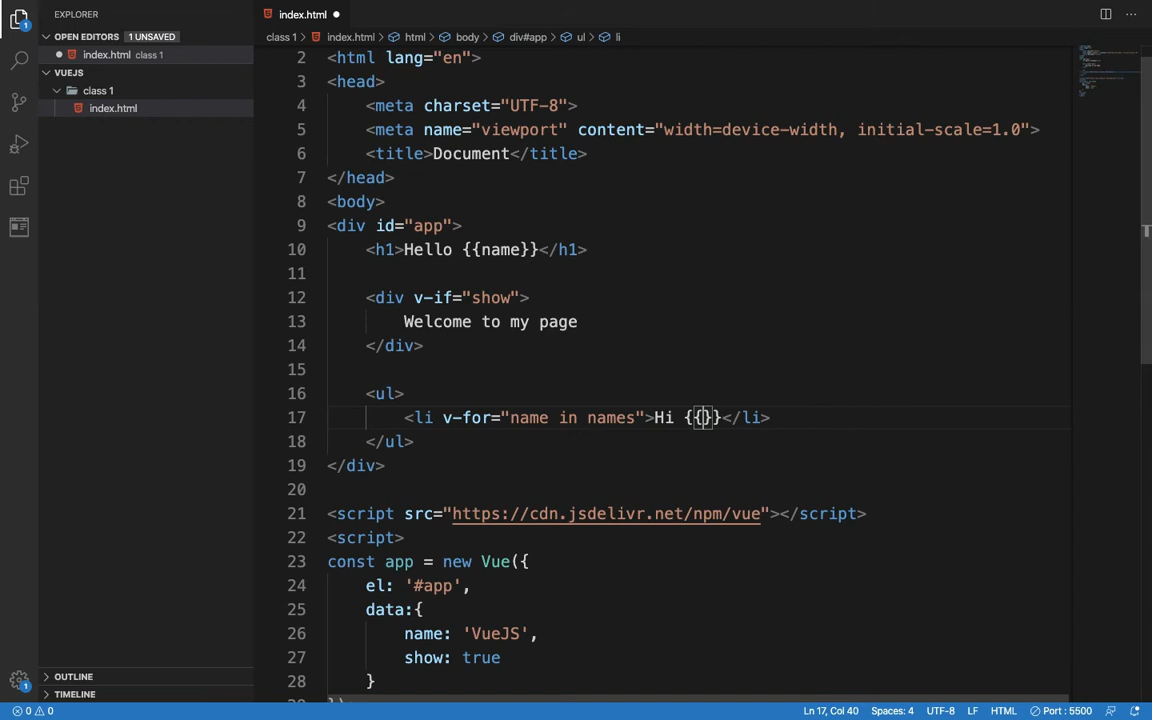 EXPLORER
index.html
OPEN EDITORS 1 UNSAVED
class 1 index.html html body div#app ul li
index.html class 1
VUEJS
class 1
index.html
1
2 <html lang="en">
3 <head>
4 <meta charset="UTF-8">
5 <meta name="viewport" content="width=device-width, initial-scale=1.0">
6 <title>Document</title>
7 </head>
8 <body>
9 <div id="app">
10 <h1>Hello {{name}}</h1>
11
12 <div v-if="show">
13 Welcome to my page
14 </div>
15
16 <ul>
17 <li v-for="name in names">Hi {{}}</li>
18 </ul>
19 </div>
20
21 <script src="https://cdn.jsdelivr.net/npm/vue"></script>
22 <script>
23 const app = new Vue({
24 el: '#app',
25 data:{
26 name: 'VueJS',
27 show: true
28 }
OUTLINE
TIMELINE
1
0 0 Ln 17, Col 40 Spaces: 4 UTF-8 LF HTML Port : 5500